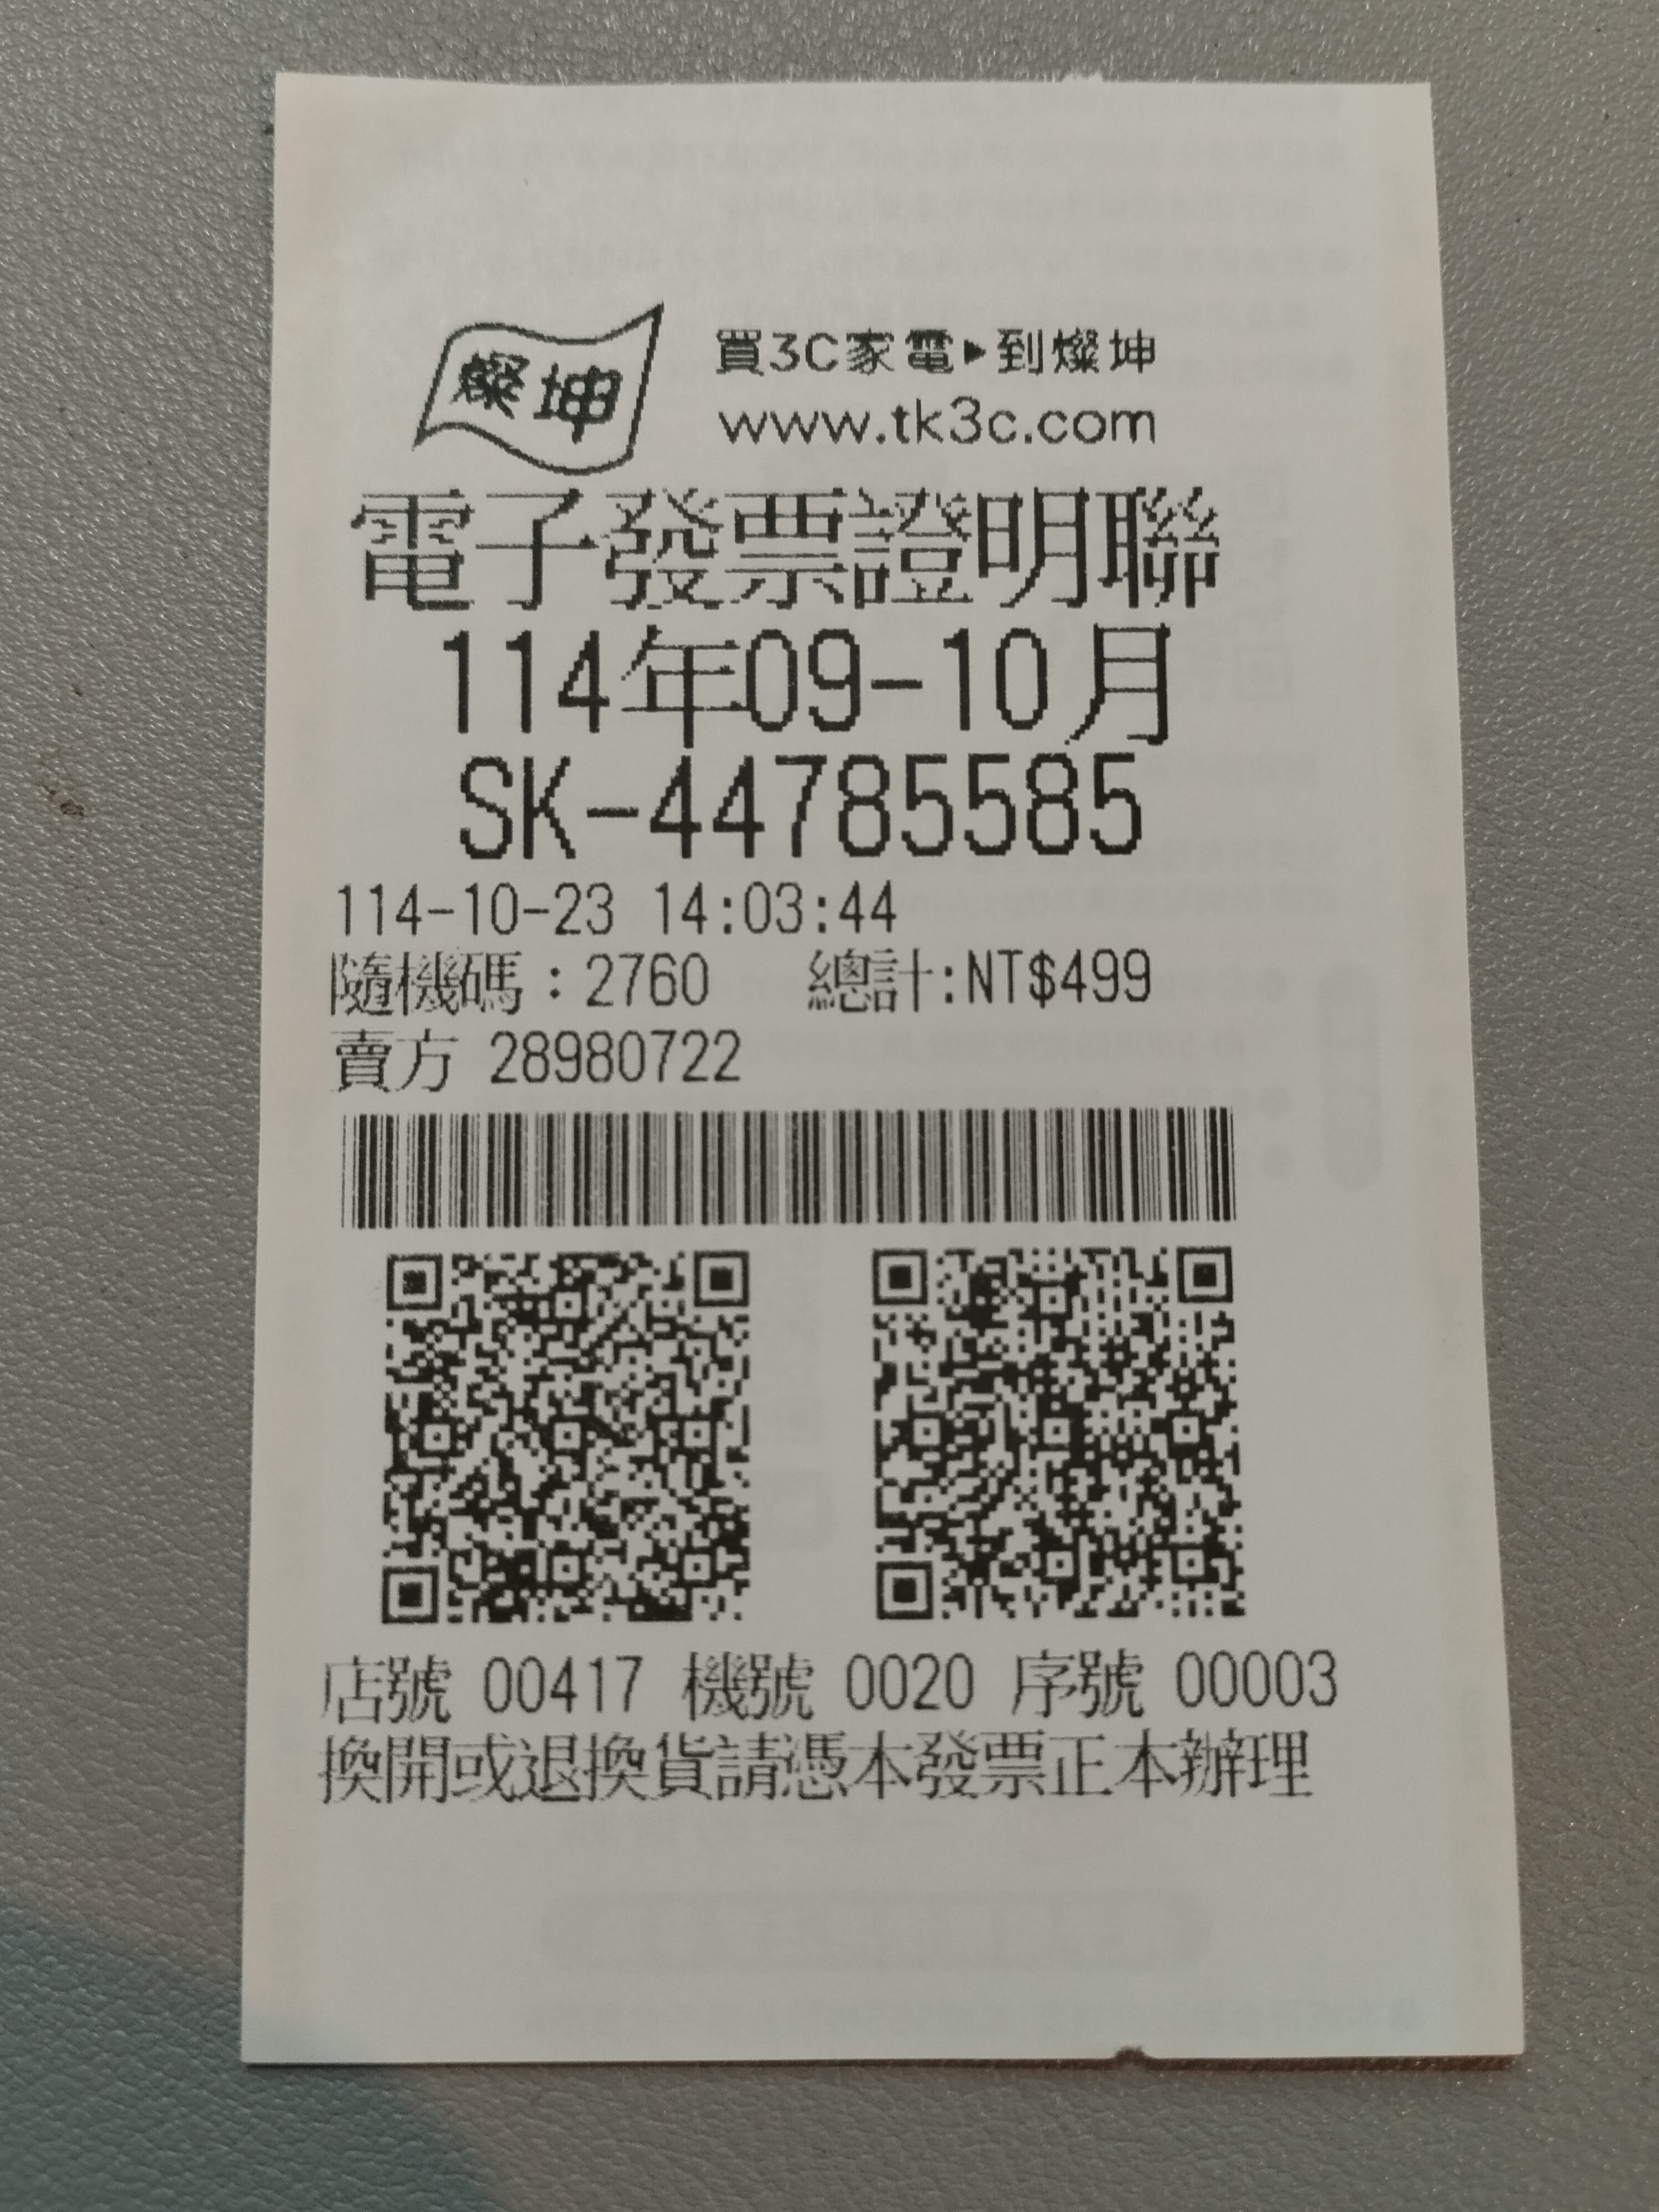 燦坤
買3C家電▶到燦坤
www.tk3c.com
電子發票證明聯
114年09-10月
SK-44785585
114-10-23 14:03:44
隨機碼:2760 總計:NT$499
賣方 28980722
店號 00417 機號 0020 序號 00003
換開或退換貨請憑本發票正本辦理